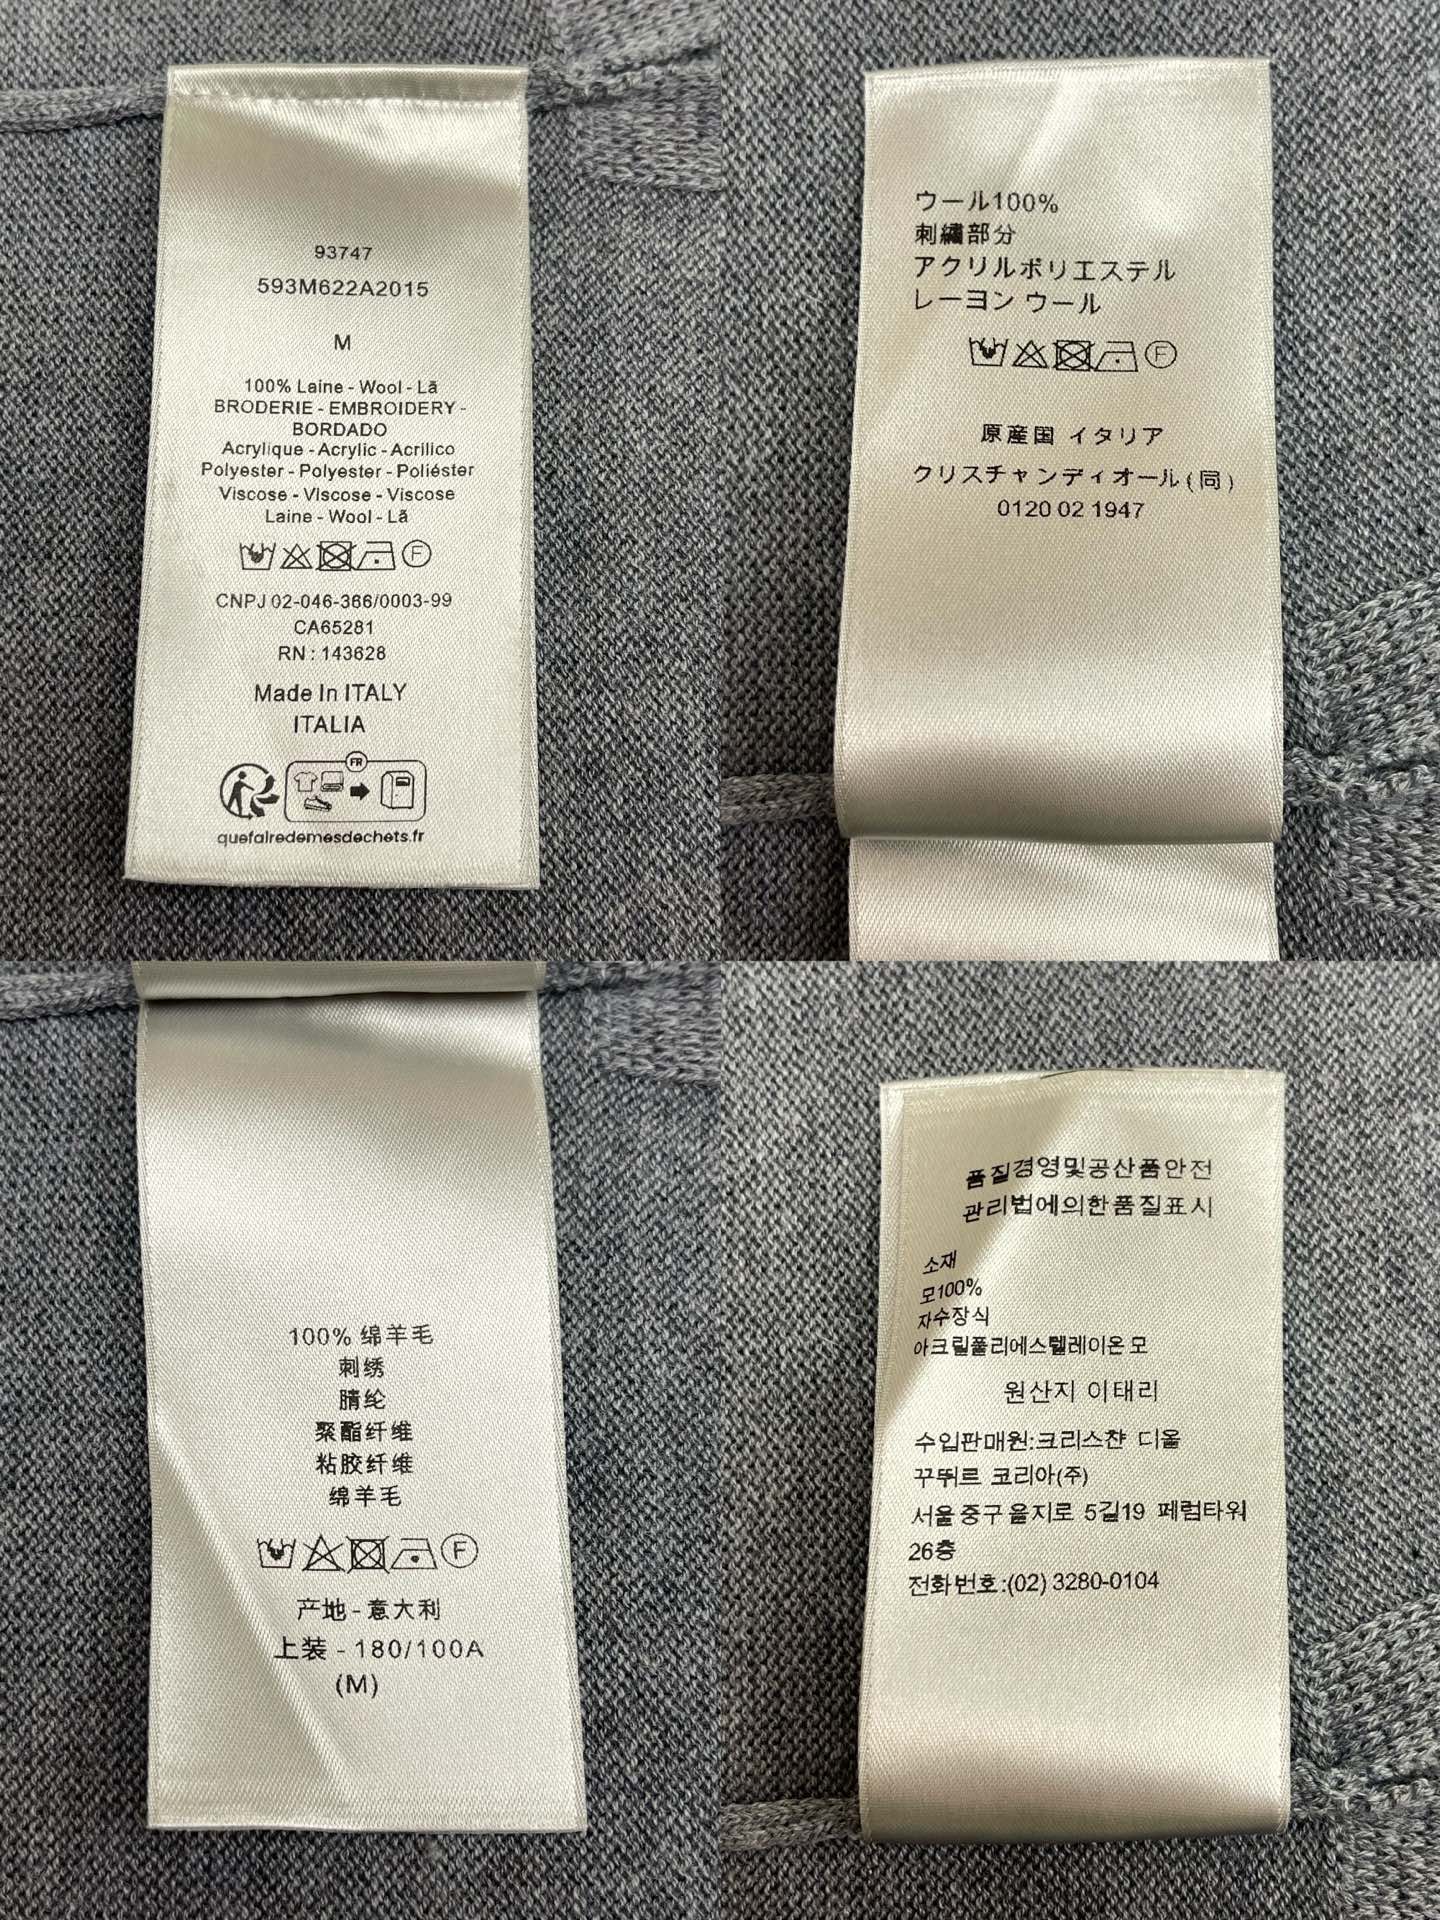 93747
593M622A2015
M
100% Laine - Wool - Lã
BRODERIE - EMBROIDERY -
BORDADO
Acrylique - Acrylic - Acrilico
Polyester - Polyester - Poliéster
Viscose - Viscose - Viscose
Laine - Wool - Lã
F
CNPJ 02-046-366/0003-99
CA65281
RN : 143628
Made In ITALY
ITALIA
FR
quefairedemesdechets.fr
ウール100%
刺繍部分
アクリルポリエステル
レーヨン ウール
F
原産国 イタリア
クリスチャンディオール(同)
0120 02 1947
100% 绵羊毛
刺绣
腈纶
聚酯纤维
粘胶纤维
绵羊毛
F
产地 - 意大利
上装 - 180/100A
(M)
품질경영및공산품안전
관리법에의한품질표시
소재
모100%
자수장식
아크릴폴리에스텔레이온 모
원산지 이태리
수입판매원:크리스챤 디올
꾸뛰르 코리아(주)
서울 중구 을지로 5길19 페럼타워
26층
전화번호:(02) 3280-0104